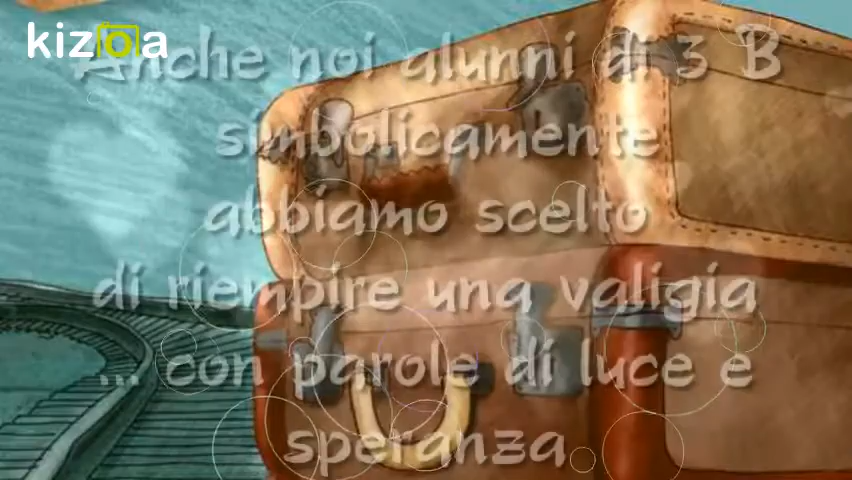 kizoa
Anche noi alunni di 3 B
simbolicamente
abbiamo scelto
di riempire una valigia
... con parole di luce e
speranza